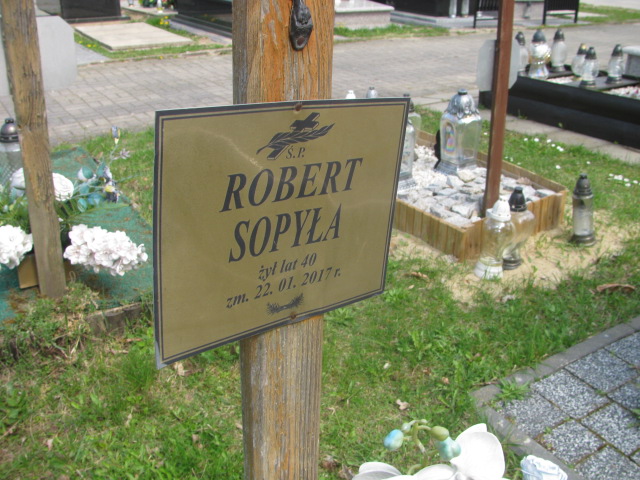 Ś.P.
ROBERT
SOPYŁA
żył lat 40
zm. 22. 01. 2017 r.